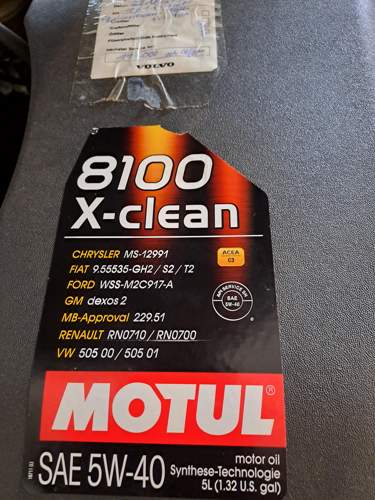 VOLVO
8100
X-clean
CHRYSLER MS-12991
FIAT 9.55535-GH2 / S2 / T2
FORD WSS-M2C917-A
GM dexos 2
MB-Approval 229.51
RENAULT RN0710 / RN0700
VW 505 00 / 505 01
ACEA
C3
API SERVICE SN
SAE
5W-40
MOTUL®
SAE 5W-40
motor oil
Synthese-Technologie
5L (1.32 U.S. gal)